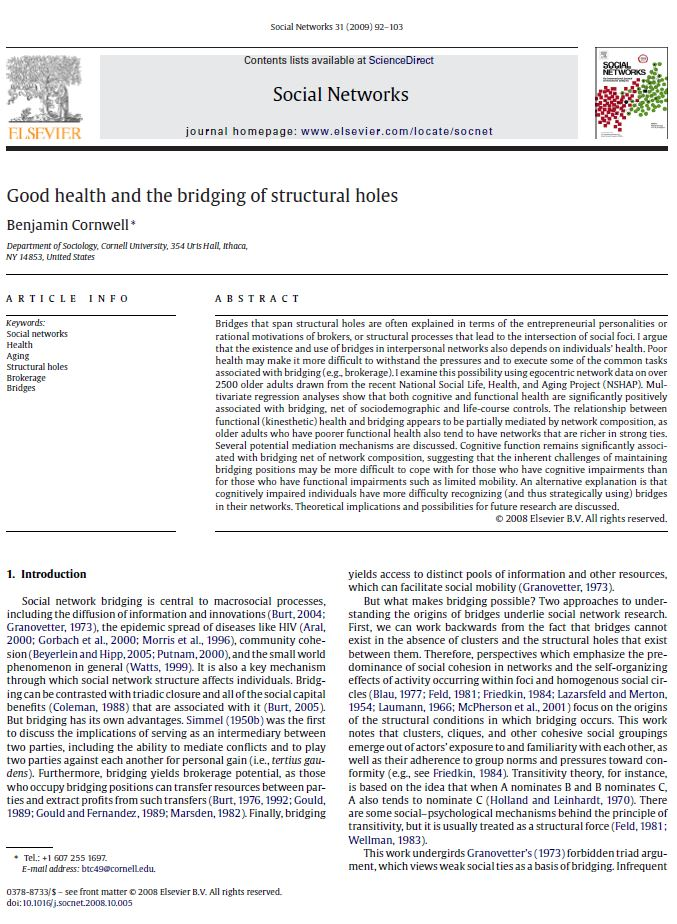 Social Networks 31 (2009) 92–103
Contents lists available at ScienceDirect
Social Networks
journal homepage: www.elsevier.com/locate/socnet
ELSEVIER
SOCIAL
NETWORKS
Good health and the bridging of structural holes
Benjamin Cornwell*
Department of Sociology, Cornell University, 354 Uris Hall, Ithaca,
NY 14853, United States
ARTICLE INFO
Keywords:
Social networks
Health
Aging
Structural holes
Brokerage
Bridges
ABSTRACT
Bridges that span structural holes are often explained in terms of the entrepreneurial personalities or
rational motivations of brokers, or structural processes that lead to the intersection of social foci. I argue
that the existence and use of bridges in interpersonal networks also depends on individuals' health. Poor
health may make it more difficult to withstand the pressures and to execute some of the common tasks
associated with bridging (e.g., brokerage). I examine this possibility using egocentric network data on over
2500 older adults drawn from the recent National Social Life, Health, and Aging Project (NSHAP). Mul-
tivariate regression analyses show that both cognitive and functional health are significantly positively
associated with bridging, net of sociodemographic and life-course controls. The relationship between
functional (kinesthetic) health and bridging appears to be partially mediated by network composition, as
older adults who have poorer functional health also tend to have networks that are richer in strong ties.
Several potential mediation mechanisms are discussed. Cognitive function remains significantly associ-
ated with bridging net of network composition, suggesting that the inherent challenges of maintaining
bridging positions may be more difficult to cope with for those who have cognitive impairments than
for those who have functional impairments such as limited mobility. An alternative explanation is that
cognitively impaired individuals have more difficulty recognizing (and thus strategically using) bridges
in their networks. Theoretical implications and possibilities for future research are discussed.
© 2008 Elsevier B.V. All rights reserved.
1. Introduction
Social network bridging is central to macrosocial processes,
including the diffusion of information and innovations (Burt, 2004;
Granovetter, 1973), the epidemic spread of diseases like HIV (Aral,
2000; Gorbach et al., 2000; Morris et al., 1996), community cohe-
sion (Beyerlein and Hipp, 2005; Putnam, 2000), and the small world
phenomenon in general (Watts, 1999). It is also a key mechanism
through which social network structure affects individuals. Bridg-
ing can be contrasted with triadic closure and all of the social capital
benefits (Coleman, 1988) that are associated with it (Burt, 2005).
But bridging has its own advantages. Simmel (1950b) was the first
to discuss the implications of serving as an intermediary between
two parties, including the ability to mediate conflicts and to play
two parties against each another for personal gain (i.e., tertius gau-
dens). Furthermore, bridging yields brokerage potential, as those
who occupy bridging positions can transfer resources between par-
ties and extract profits from such transfers (Burt, 1976, 1992; Gould,
1989; Gould and Fernandez, 1989; Marsden, 1982). Finally, bridging
* Tel.: +1 607 255 1697.
E-mail address: btc49@cornell.edu.
yields access to distinct pools of information and other resources,
which can facilitate social mobility (Granovetter, 1973).
But what makes bridging possible? Two approaches to under-
standing the origins of bridges underlie social network research.
First, we can work backwards from the fact that bridges cannot
exist in the absence of clusters and the structural holes that exist
between them. Therefore, perspectives which emphasize the pre-
dominance of social cohesion in networks and the self-organizing
effects of activity occurring within foci and homogenous social cir-
cles (Blau, 1977; Feld, 1981; Friedkin, 1984; Lazarsfeld and Merton,
1954; Laumann, 1966; McPherson et al., 2001) focus on the origins
of the structural conditions in which bridging occurs. This work
notes that clusters, cliques, and other cohesive social groupings
emerge out of actors' exposure to and familiarity with each other, as
well as their adherence to group norms and pressures toward con-
formity (e.g., see Friedkin, 1984). Transitivity theory, for instance,
is based on the idea that when A nominates B and B nominates C,
A also tends to nominate C (Holland and Leinhardt, 1970). There
are some social–psychological mechanisms behind the principle of
transitivity, but it is usually treated as a structural force (Feld, 1981;
Wellman, 1983).
This work undergirds Granovetter's (1973) forbidden triad argu-
ment, which views weak social ties as a basis of bridging. Infrequent
0378-8733/$ – see front matter © 2008 Elsevier B.V. All rights reserved.
doi:10.1016/j.socnet.2008.10.005